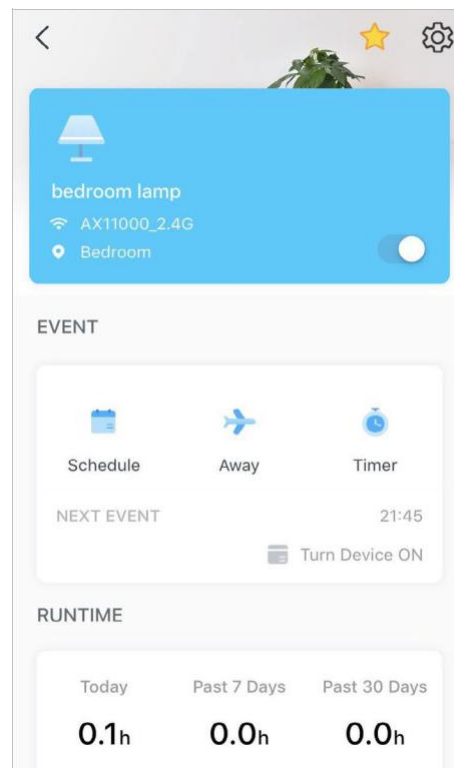 bedroom lamp
AX11000_2.4G
Bedroom
EVENT
Schedule Away Timer
NEXT EVENT 21:45
Turn Device ON
RUNTIME
Today Past 7 Days Past 30 Days
0.1h 0.0h 0.0h